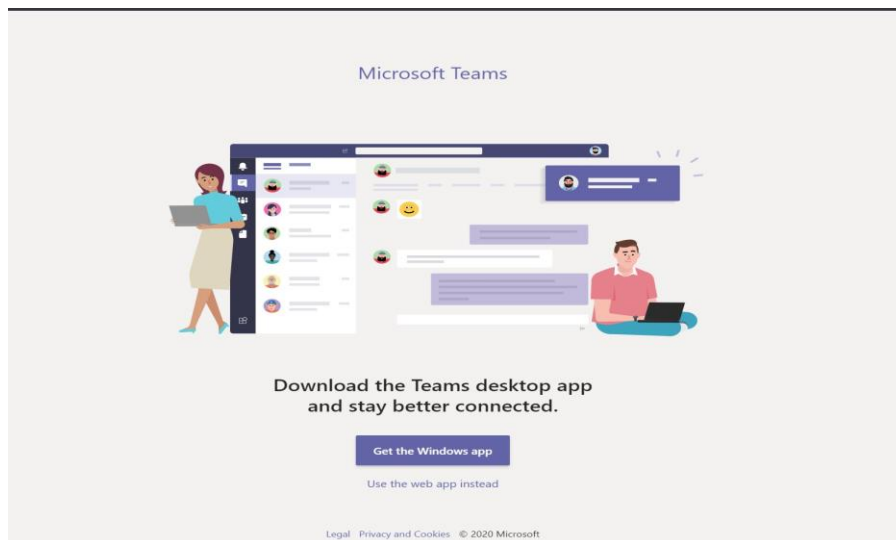 Microsoft Teams
Download the Teams desktop app
and stay better connected.
Get the Windows app
Use the web app instead
Legal Privacy and Cookies © 2020 Microsoft